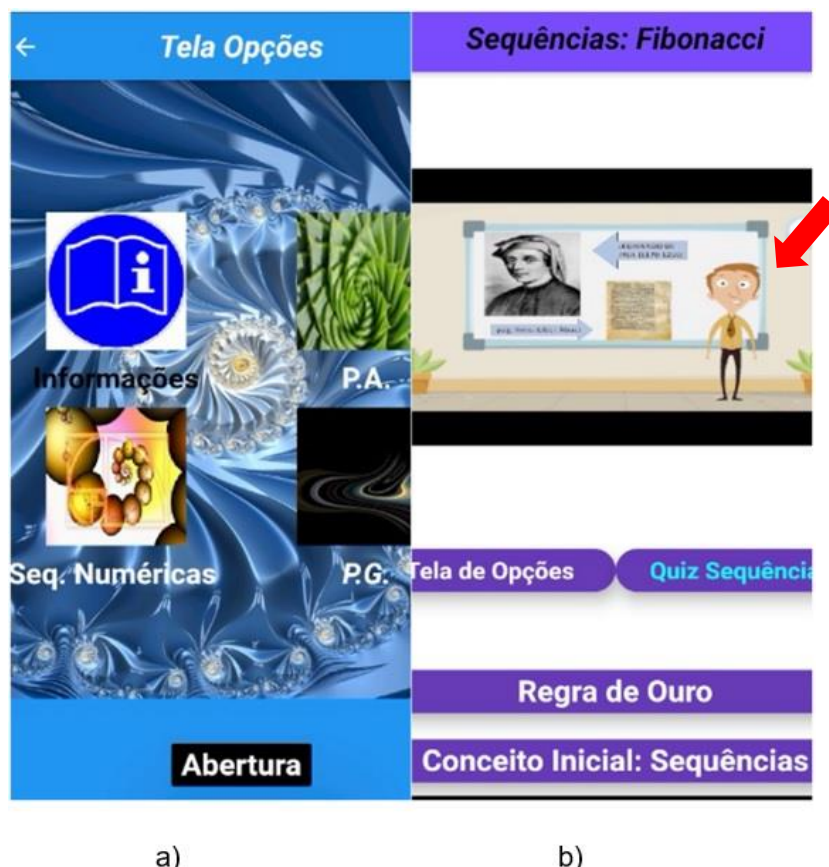 Tela Opções
Informações
P.A.
Seq. Numéricas
P.G.
Abertura
Sequências: Fibonacci
Tela de Opções
Quiz Sequência
Regra de Ouro
Conceito Inicial: Sequências
a)
b)